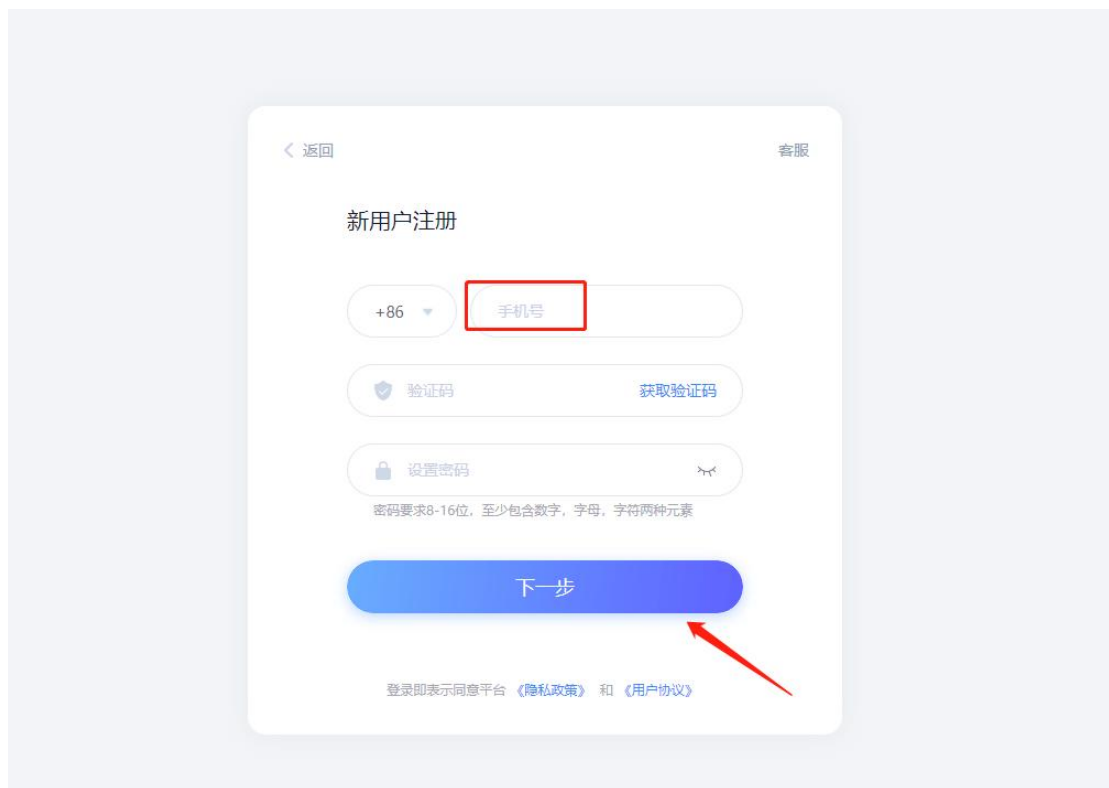 返回
客服
新用户注册
+86
手机号
验证码
获取验证码
设置密码
密码要求8-16位，至少包含数字，字母，字符两种元素
下一步
登录即表示同意平台《隐私政策》 和 《用户协议》